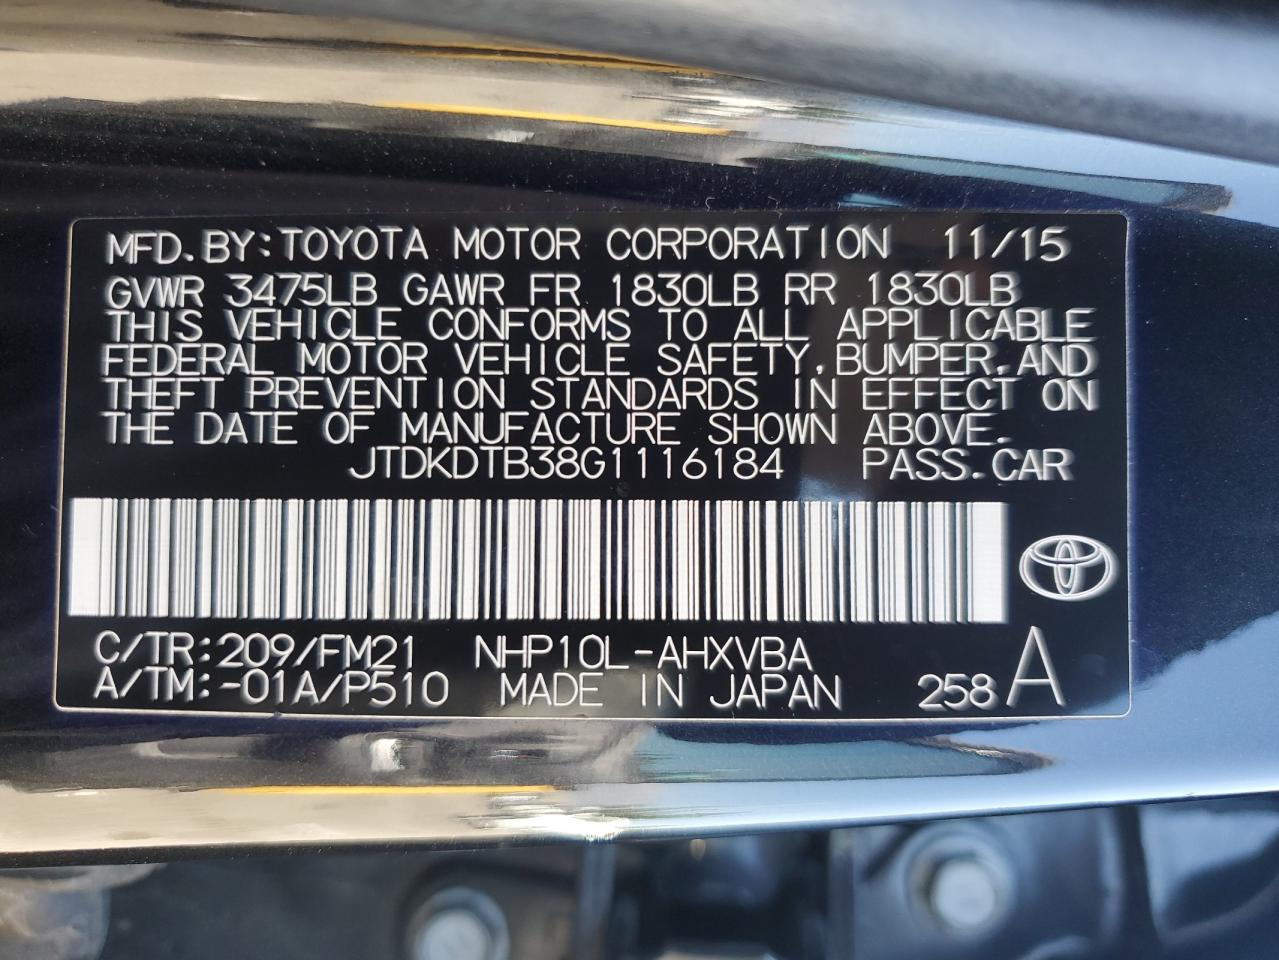 MFD.BY:TOYOTA MOTOR CORPORATION 11/15
GVWR 3475LB GAWR FR 1830LB RR 1830LB
THIS VEHICLE CONFORMS TO ALL APPLICABLE
FEDERAL MOTOR VEHICLE SAFETY,BUMPER,AND
THEFT PREVENTION STANDARDS IN EFFECT ON
THE DATE OF MANUFACTURE SHOWN ABOVE.
JTDKDTB38G1116184 PASS.CAR
C/TR:209/FM21 NHP10L-AHXVBA
A/TM:-01A/P510 MADE IN JAPAN 258 A